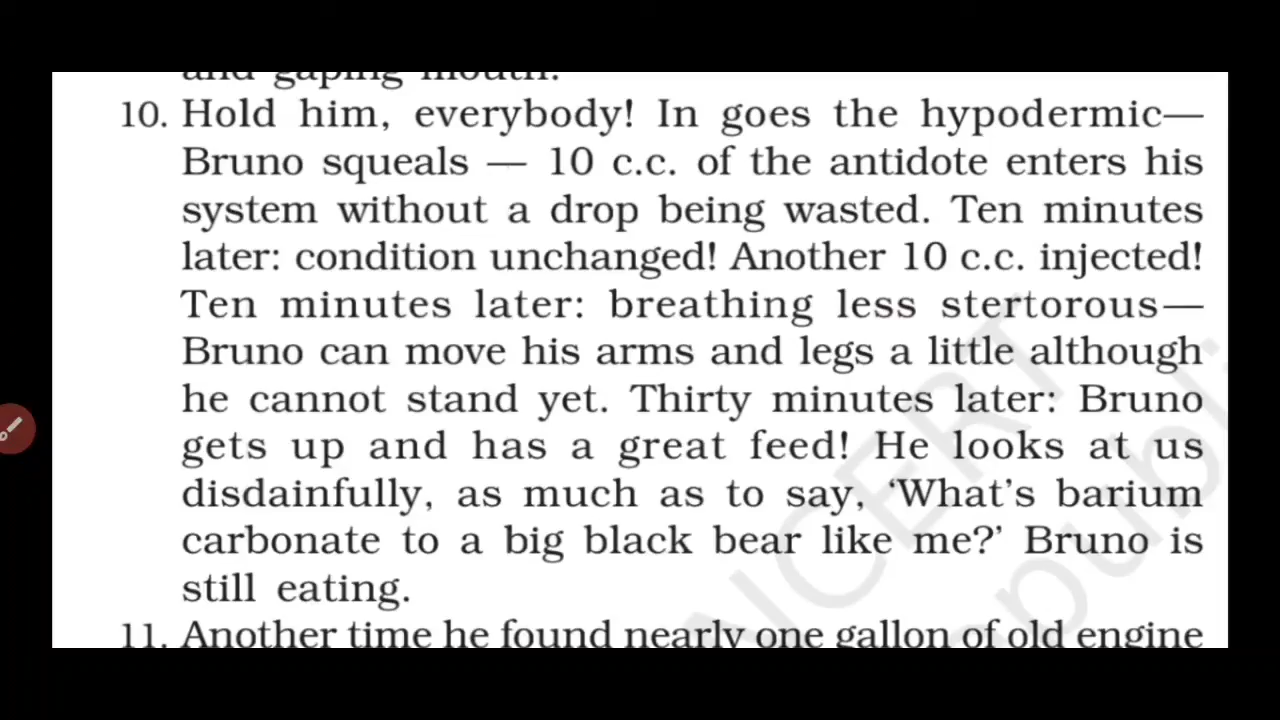 and gaping mouth.
10. Hold him, everybody! In goes the hypodermic—
Bruno squeals — 10 c.c. of the antidote enters his
system without a drop being wasted. Ten minutes
later: condition unchanged! Another 10 c.c. injected!
Ten minutes later: breathing less stertorous—
Bruno can move his arms and legs a little although
he cannot stand yet. Thirty minutes later: Bruno
gets up and has a great feed! He looks at us
disdainfully, as much as to say, ‘What’s barium
carbonate to a big black bear like me?’ Bruno is
still eating.
11. Another time he found nearly one gallon of old engine
NCERT